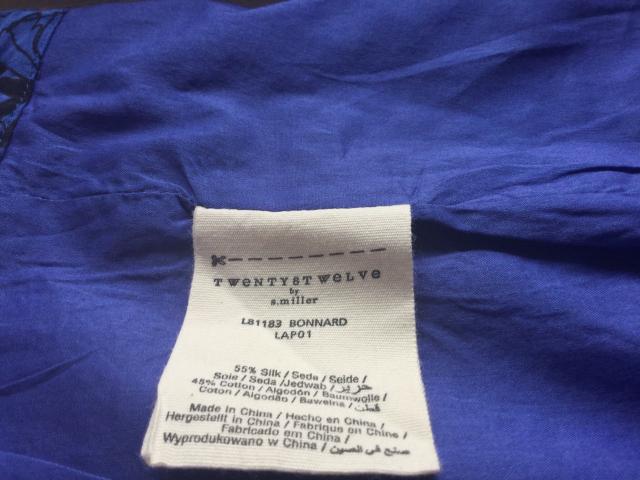 TWENTY8TWELVE
by
s.miller
L81183 BONNARD
LAP01
55% Silk / Seda / Seide /
Soie / Seda / Jedwab / حرير /
45% Cotton / Algodón / Baumwolle /
Coton / Algodão / Bawełna / قطن
Made in China / Hecho en China /
Hergestellt in China / Fabrique en China /
Fabricado em China /
Wyprodukowano w China / صنع في الصين